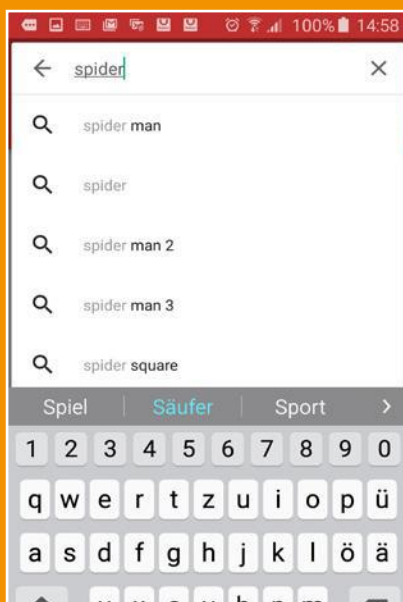 100% 14:58
spider
spider man
spider
spider man 2
spider man 3
spider square
Spiel Säufer Sport
1 2 3 4 5 6 7 8 9 0
q w e r t z u i o p ü
a s d f g h j k l ö ä